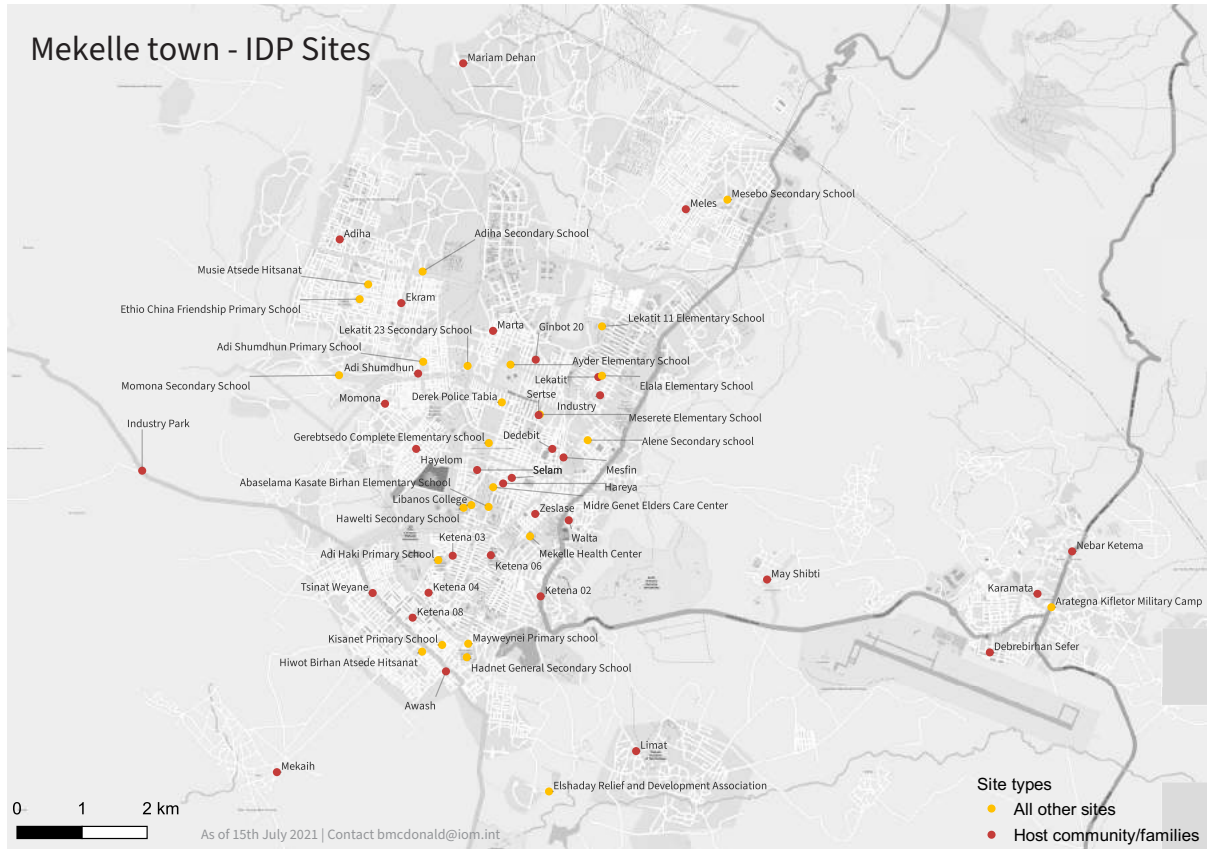 Mekelle town - IDP Sites
Mariam Dehan
Mesebo Secondary School
Meles
Adiha
Adiha Secondary School
Musie Atsede Hitsanat
Ekram
Ethio China Friendship Primary School
Lekatit 11 Elementary School
Marta
Ginbot 20
Lekatit 23 Secondary School
Adi Shumdhun Primary School
Ayder Elementary School
Adi Shumdhun
Momona Secondary School
Lekatit
Elala Elementary School
Sertse
Momona
Derek Police Tabia
Industry
Meserete Elementary School
Industry Park
Gerebtsedo Complete Elementary school
Dedebit
Alene Secondary school
Hayelom
Selam
Mesfin
Abaselama Kasate Birhan Elementary School
Hareya
Libanos College
Midre Genet Elders Care Center
Zeslase
Hawelti Secondary School
Walta
Ketena 03
Adi Haki Primary School
Mekelle Health Center
Nebar Ketema
Ketena 06
May Shibti
Tsinat Weyane
Ketena 04
Ketena 02
Karamata
Arategna Kifletor Military Camp
Ketena 08
Kisanet Primary School
Mayweynei Primary school
Debrebirhan Sefer
Hiwot Birhan Atsede Hitsanat
Hadnet General Secondary School
Awash
Limat
Mekaih
Elshaday Relief and Development Association
Site types
All other sites
Host community/families
0 1 2 km
As of 15th July 2021 | Contact bmcdonald@iom.int